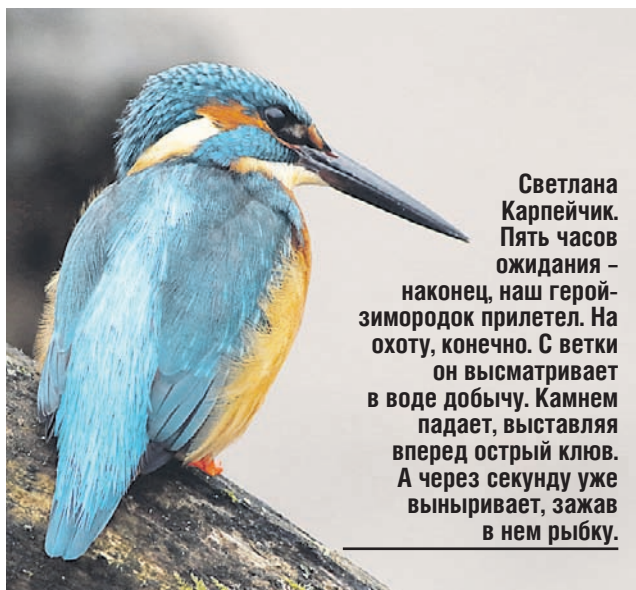 Светлана
Карпейчик.
Пять часов
ожидания –
наконец, наш герой-
зимородок прилетел. На
охоту, конечно. С ветки
он высматривает
в воде добычу. Камнем
падает, выставляя
вперед острый клюв.
А через секунду уже
выныривает, зажав
в нем рыбку.